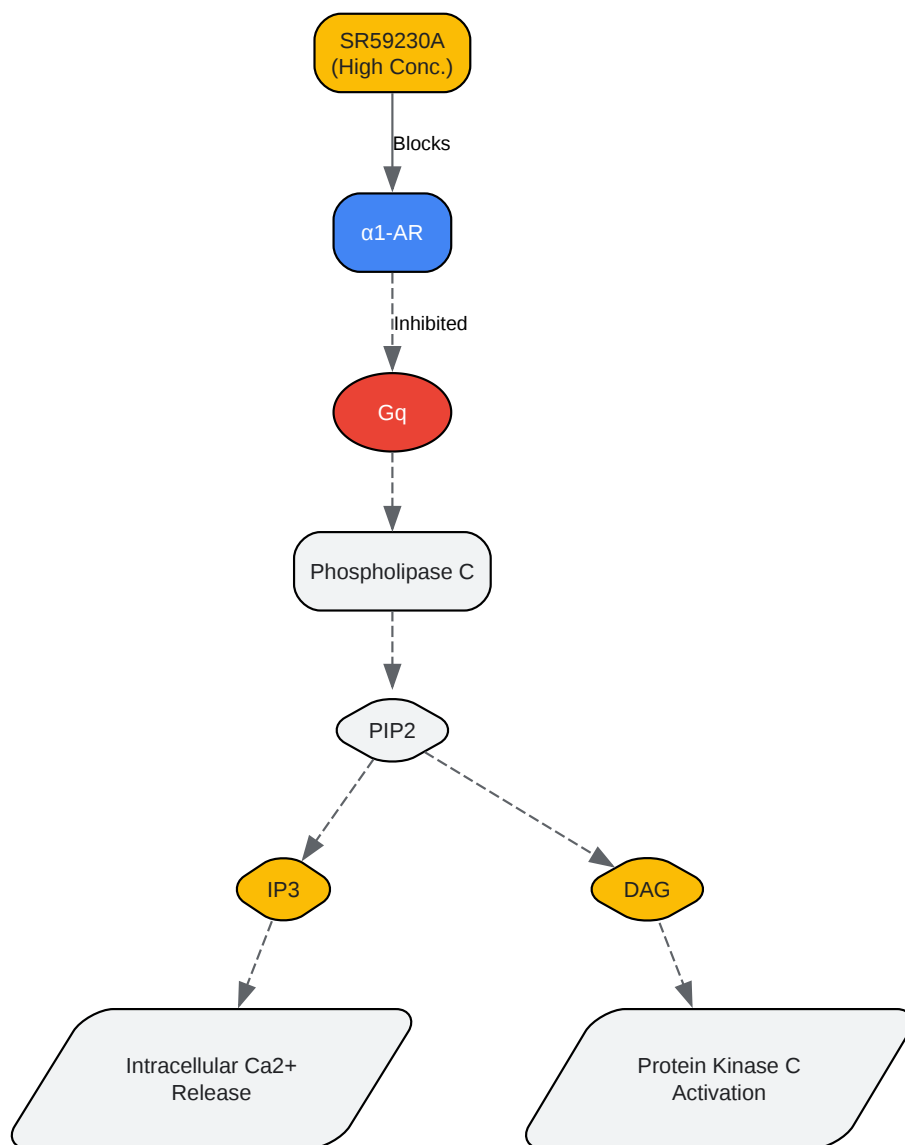 SR59230A
(High Conc.)
Blocks
α1-AR
Inhibited
Gq
Phospholipase C
PIP2
IP3
DAG
Intracellular Ca2+
Release
Protein Kinase C
Activation